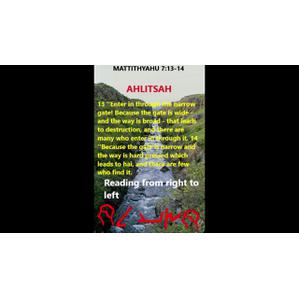 MATTITHYAHU 7:13-14
AHLITSAH
13 "Enter in through the narrow
gate! Because the gate is wide -
and the way is broad - that leads
to destruction, and there are
many who enter in through it. 14
"Because the gate is narrow and
the way is hard pressed which
leads to hai, and there are few
who find it.
Reading from right to
left